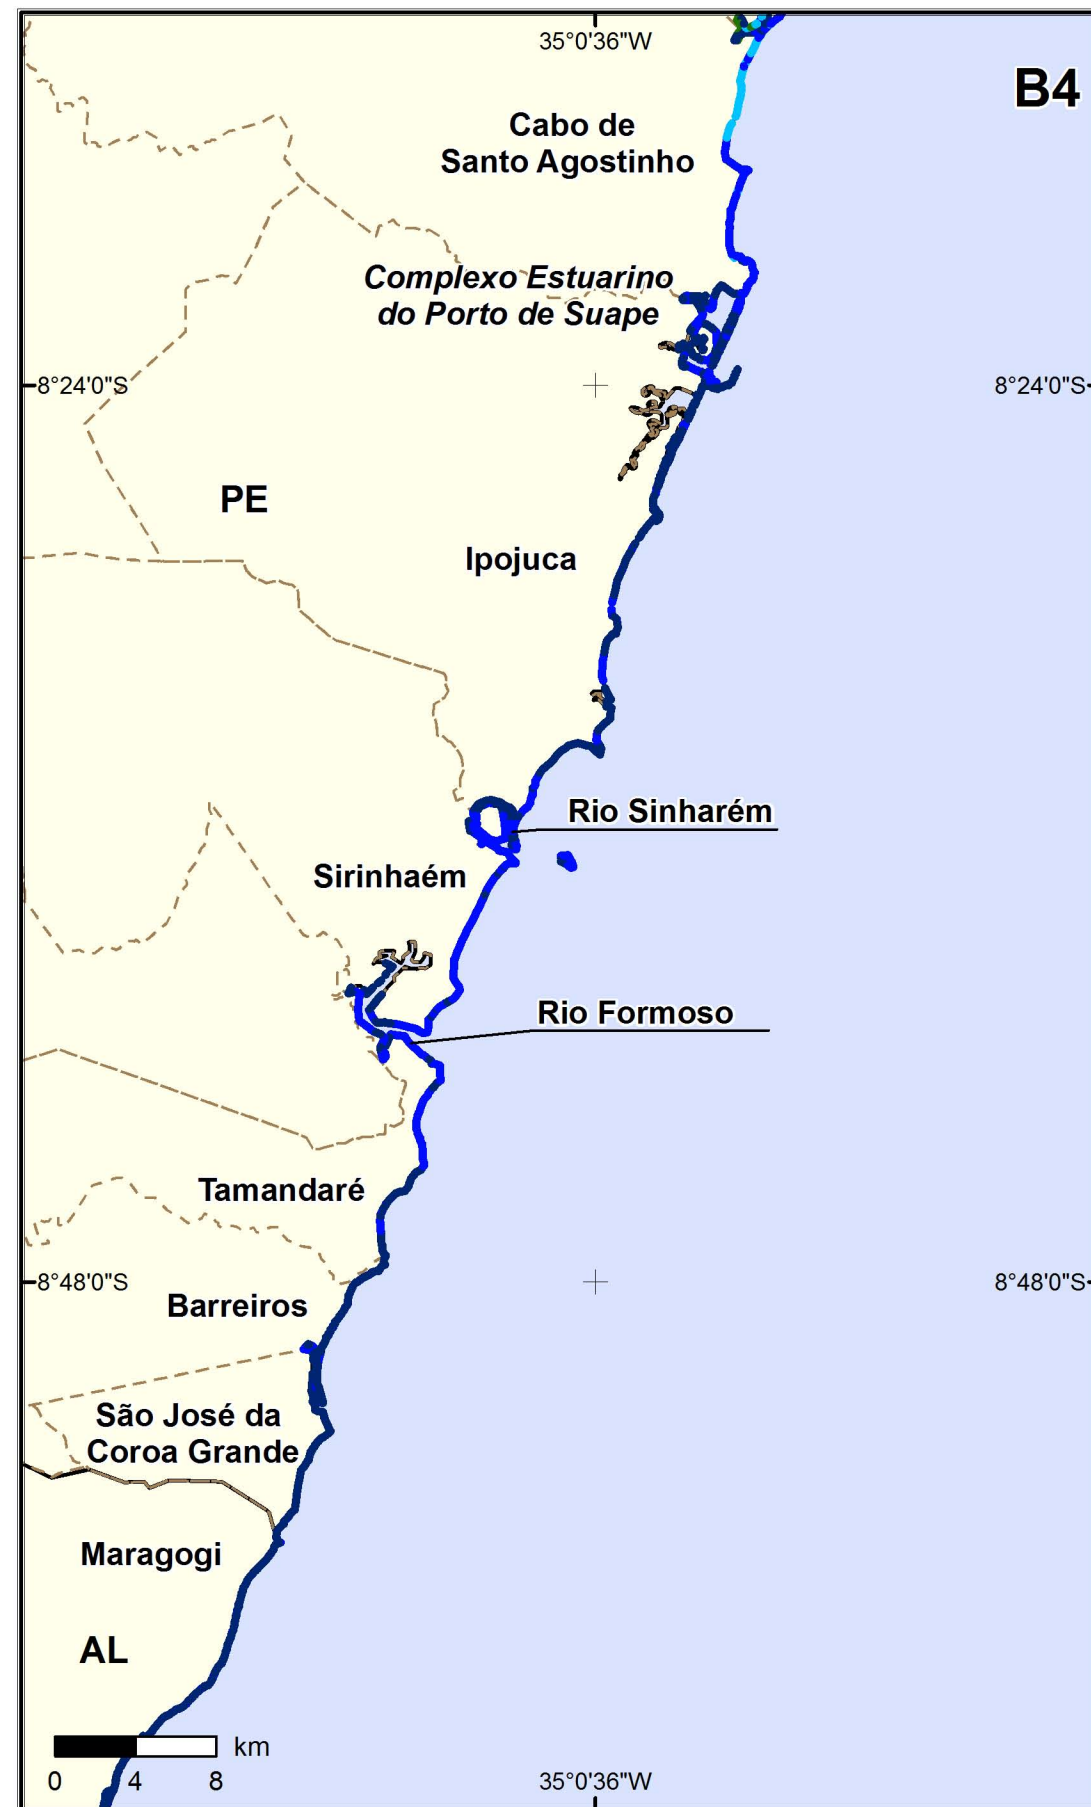 35°0'36"W
B4
Cabo de
Santo Agostinho
Complexo Estuarino
do Porto de Suape
8°24'0"S
8°24'0"S
PE
Ipojuca
Rio Sinharém
Sirinhaém
Rio Formoso
Tamandaré
8°48'0"S
8°48'0"S
Barreiros
São José da
Coroa Grande
Maragogi
AL
km
0 4 8
35°0'36"W